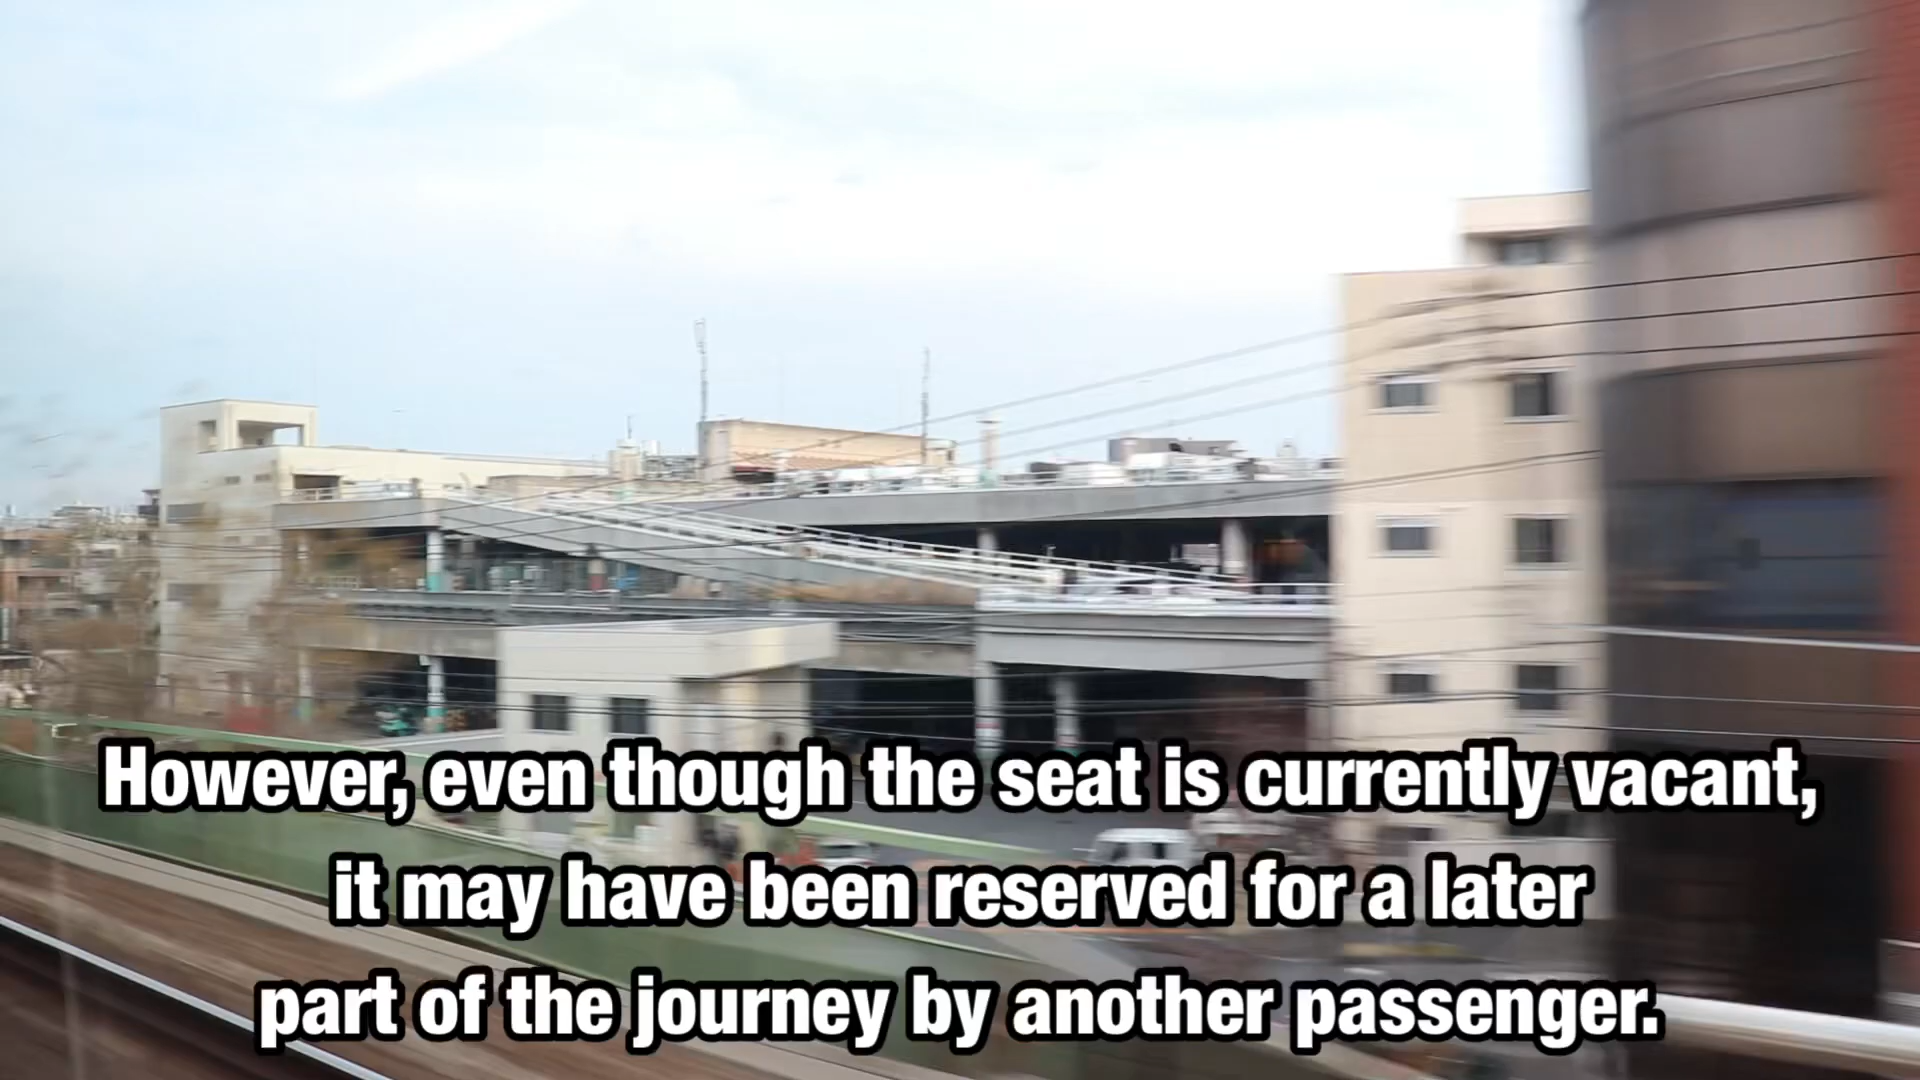 However, even though the seat is currently vacant,
it may have been reserved for a later
part of the journey by another passenger.